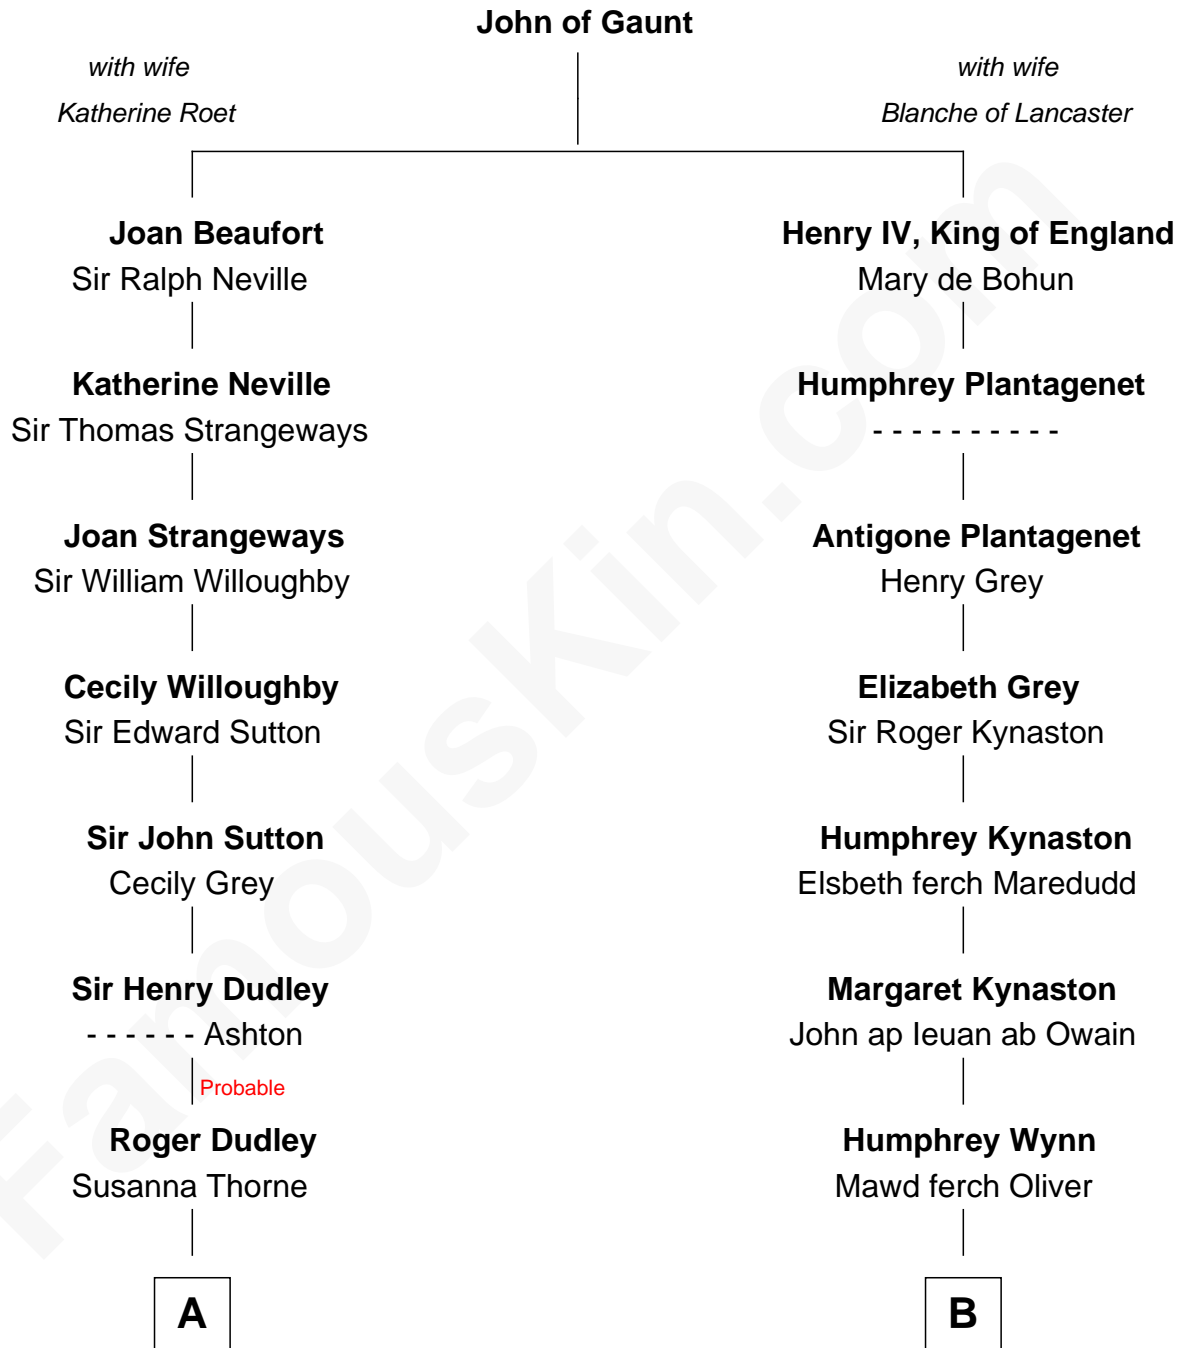 John of Gaunt
with wife
Katherine Roet
with wife
Blanche of Lancaster
Joan Beaufort
Sir Ralph Neville
Henry IV, King of England
Mary de Bohun
Katherine Neville
Sir Thomas Strangeways
Humphrey Plantagenet
- - - - - - - - - -
Joan Strangeways
Sir William Willoughby
Antigone Plantagenet
Henry Grey
Cecily Willoughby
Sir Edward Sutton
Elizabeth Grey
Sir Roger Kynaston
Sir John Sutton
Cecily Grey
Humphrey Kynaston
Elsbeth ferch Maredudd
Sir Henry Dudley
- - - - - - Ashton
Margaret Kynaston
John ap Ieuan ab Owain
Probable
Roger Dudley
Susanna Thorne
Humphrey Wynn
Mawd ferch Oliver
A
B
FamousKin.com